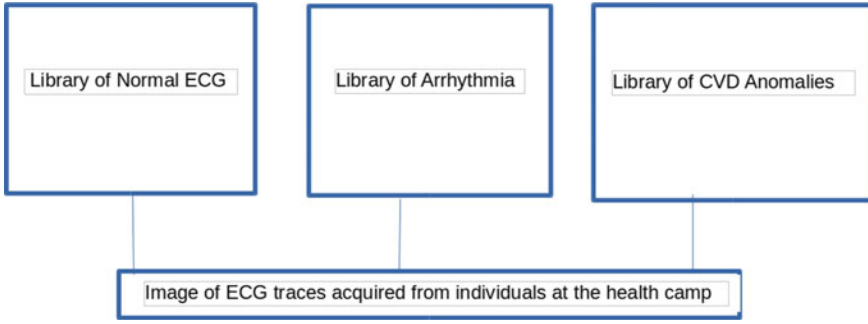 Library of Normal ECG
Library of Arrhythmia
Library of CVD Anomalies
Image of ECG traces acquired from individuals at the health camp